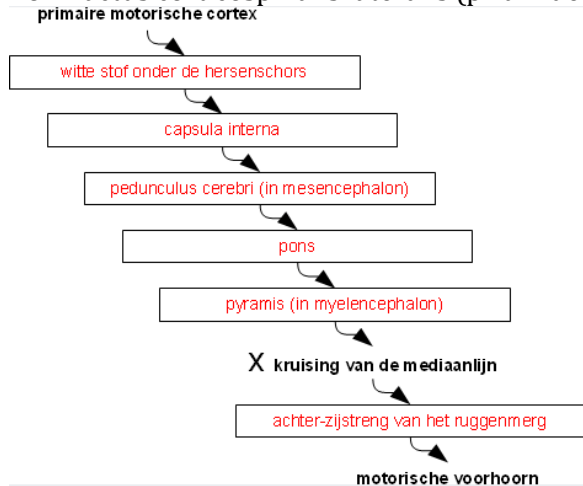 primaire motorische cortex
witte stof onder de hersenschors
capsula interna
pedunculus cerebri (in mesencephalon)
pons
pyramis (in myelencephalon)
X kruising van de mediaanlijn
achter-zijstreng van het ruggenmerg
motorische voorhoorn